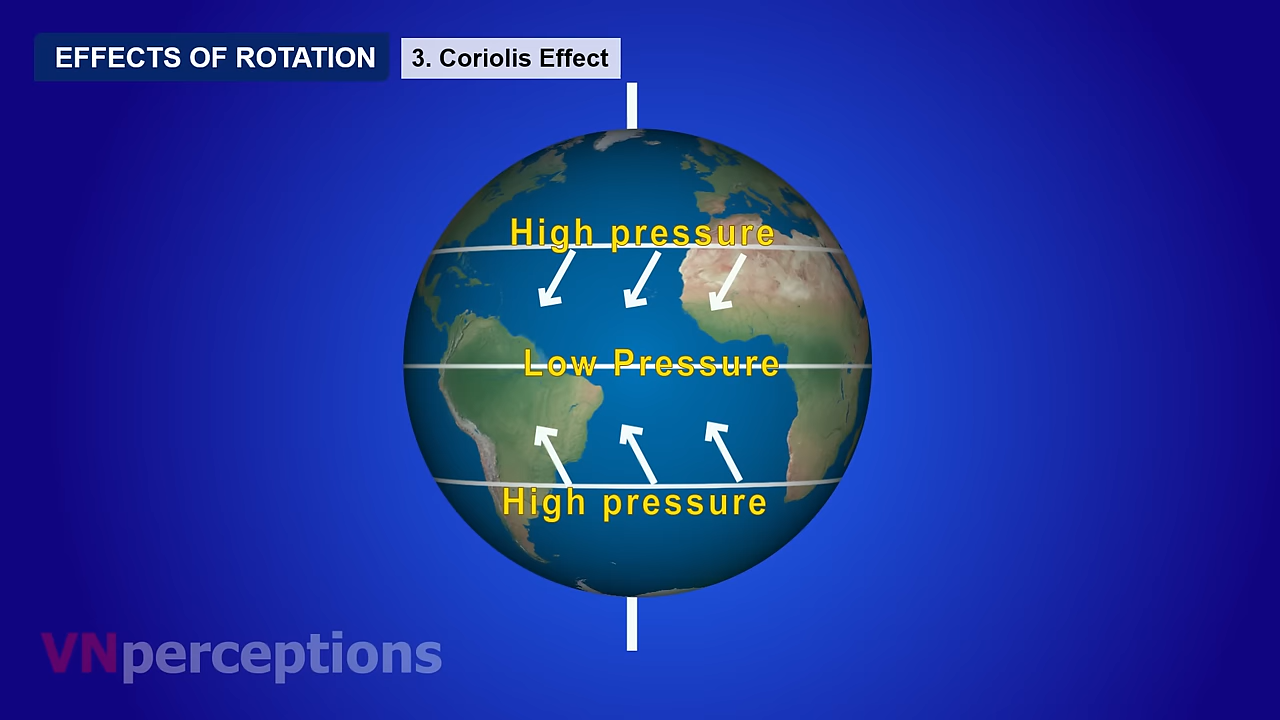 EFFECTS OF ROTATION
3. Coriolis Effect
High pressure
Low Pressure
High pressure
VNperceptions